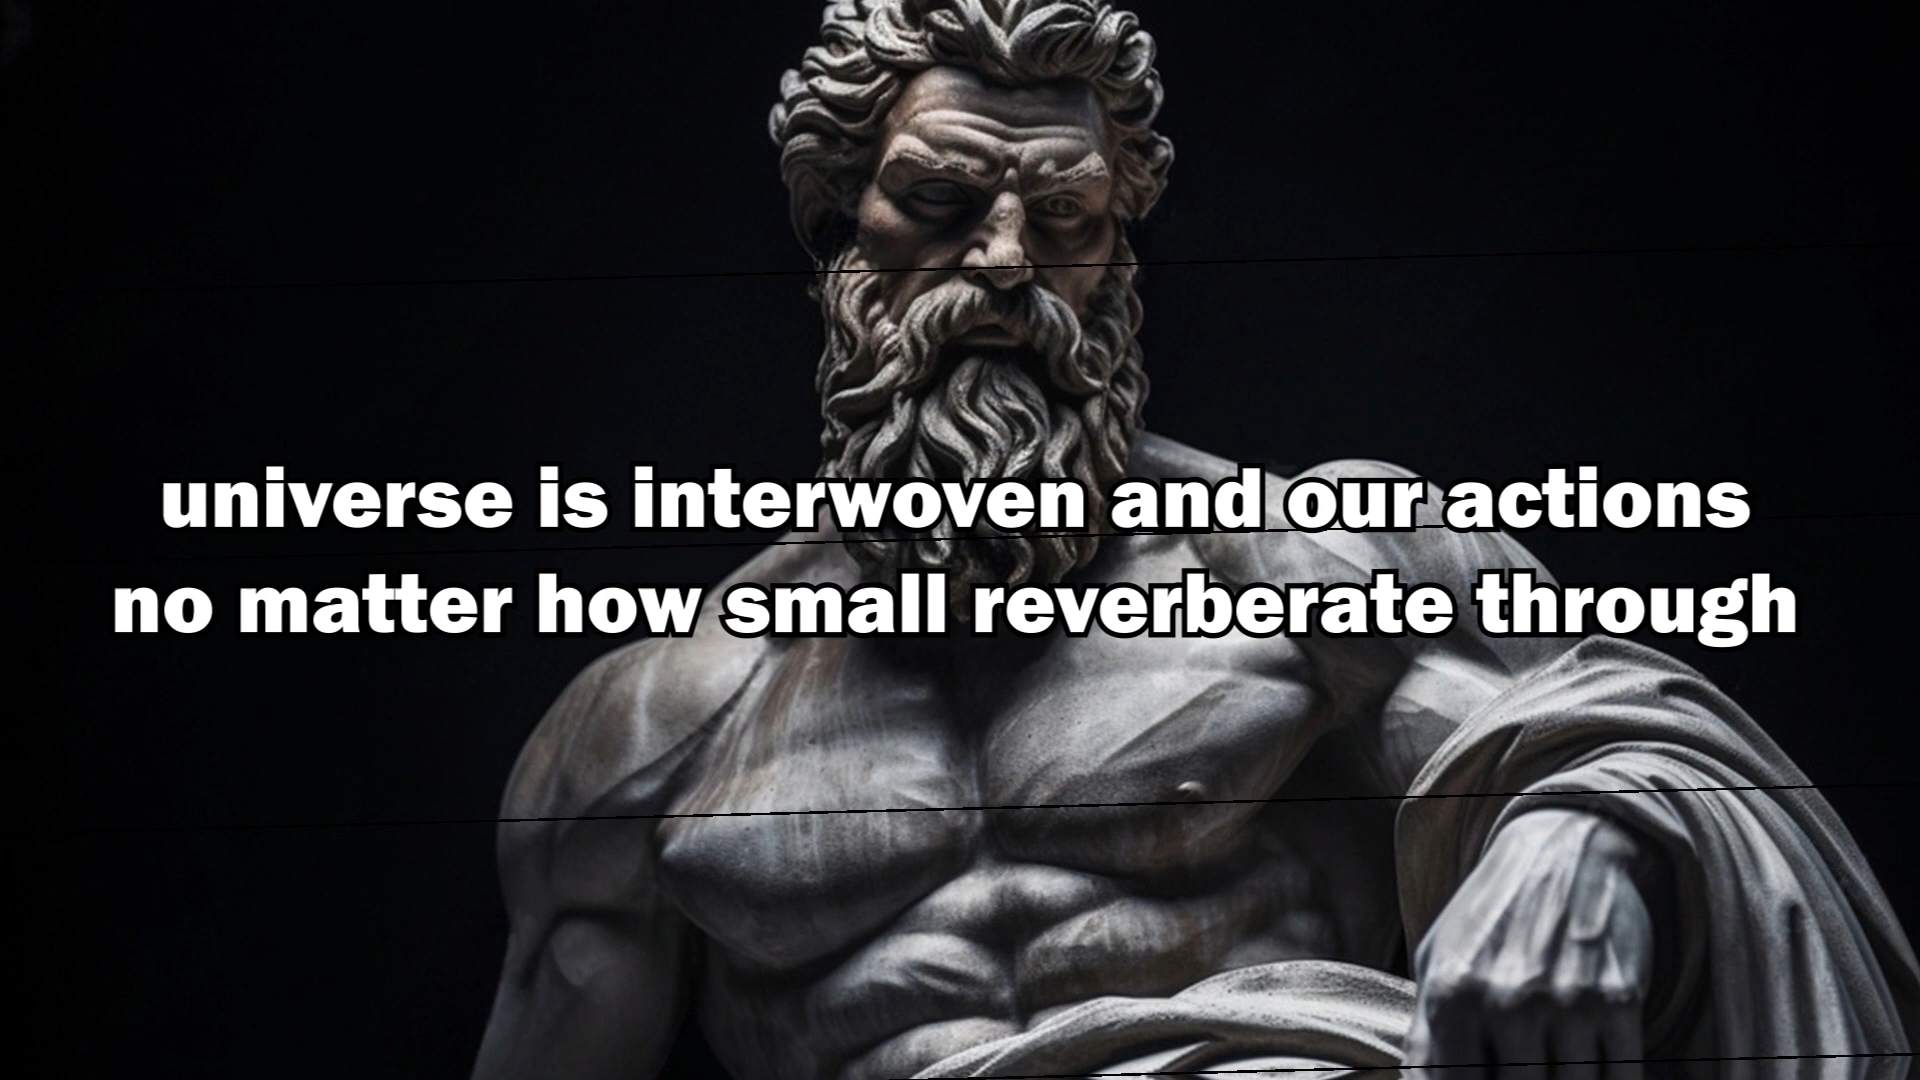 universe is interwoven and our actions
no matter how small reverberate through